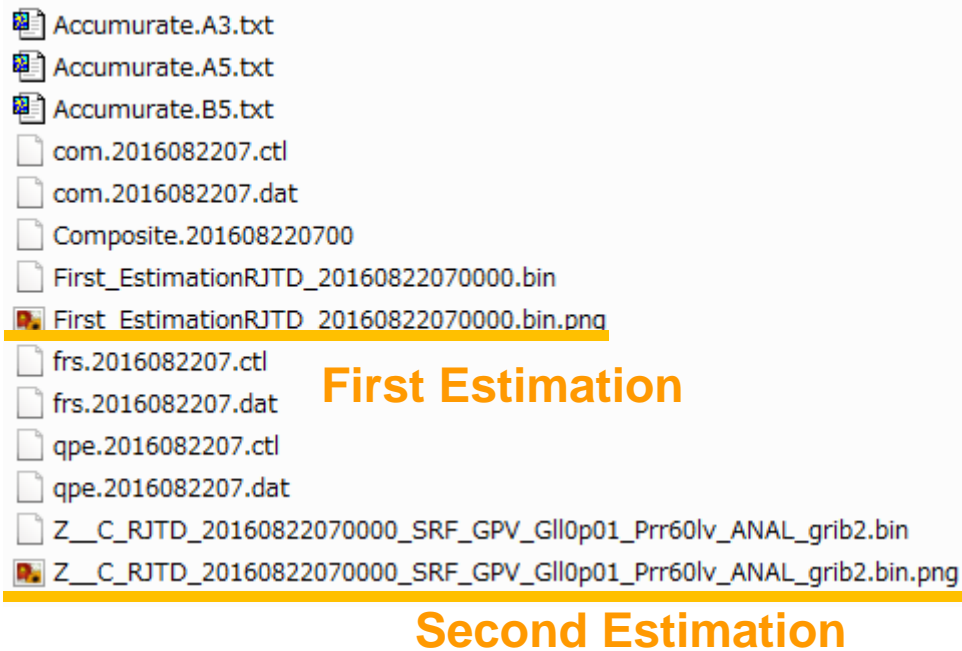 Accumurate.A3.txt
Accumurate.A5.txt
Accumurate.B5.txt
com.2016082207.ctl
com.2016082207.dat
Composite.201608220700
First_EstimationRJTD_20160822070000.bin
First_EstimationRJTD_20160822070000.bin.png
frs.2016082207.ctl
First Estimation
frs.2016082207.dat
qpe.2016082207.ctl
qpe.2016082207.dat
Z__C_RJTD_20160822070000_SRF_GPV_Gll0p01_Prr60lv_ANAL_grib2.bin
Z__C_RJTD_20160822070000_SRF_GPV_Gll0p01_Prr60lv_ANAL_grib2.bin.png
Second Estimation